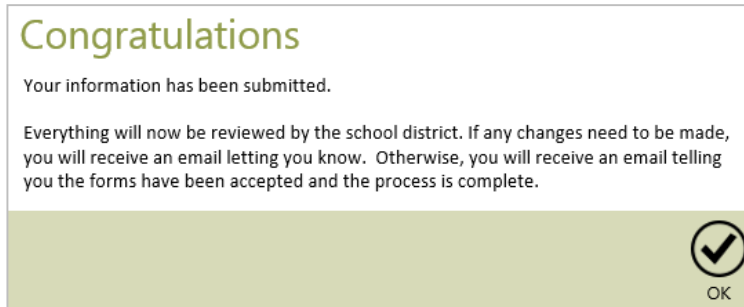 Congratulations
Your information has been submitted.
Everything will now be reviewed by the school district. If any changes need to be made,
you will receive an email letting you know.  Otherwise, you will receive an email telling
you the forms have been accepted and the process is complete.
OK